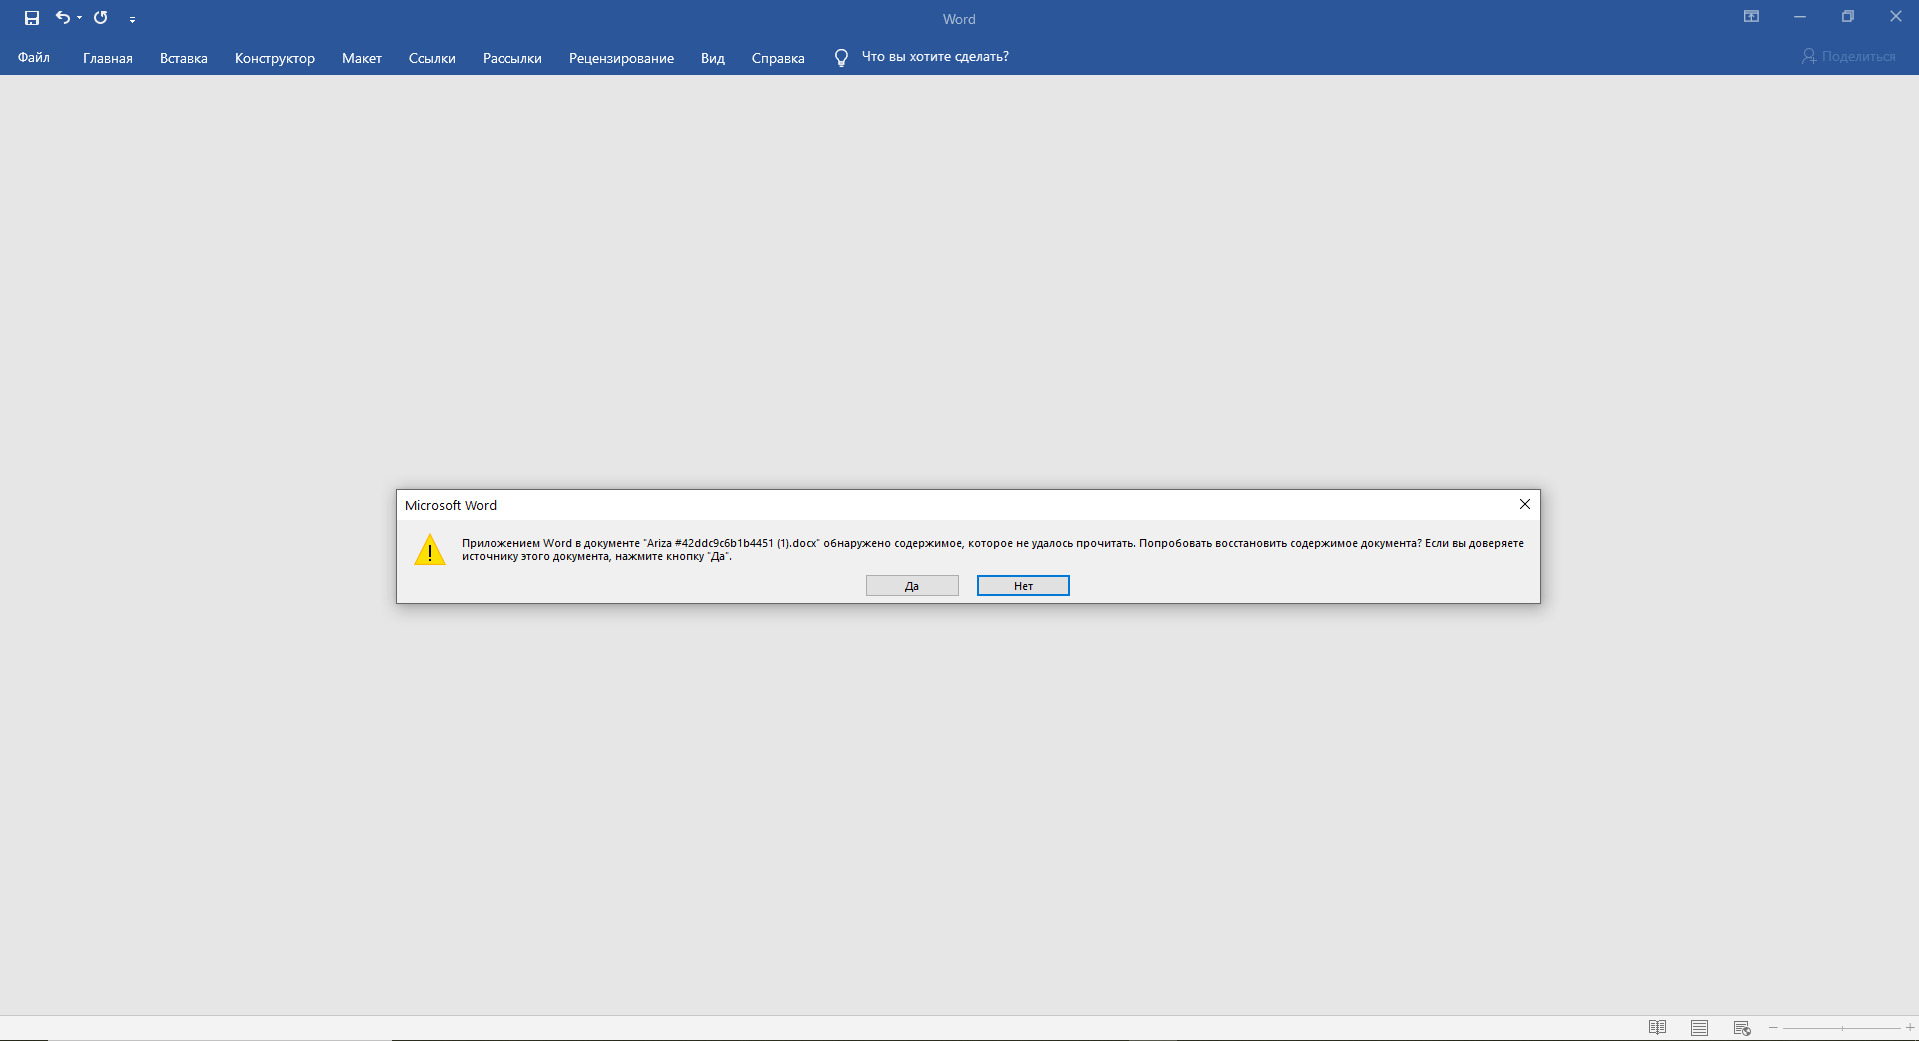 Word
Файл Главная Вставка Конструктор Макет Ссылки Рассылки Рецензирование Вид Справка Что вы хотите сделать? Поделиться
Microsoft Word
Приложением Word в документе "Ariza #42ddc9c6b1b4451 (1).docx" обнаружено содержимое, которое не удалось прочитать. Попробовать восстановить содержимое документа? Если вы доверяете
источнику этого документа, нажмите кнопку "Да".
Да Нет